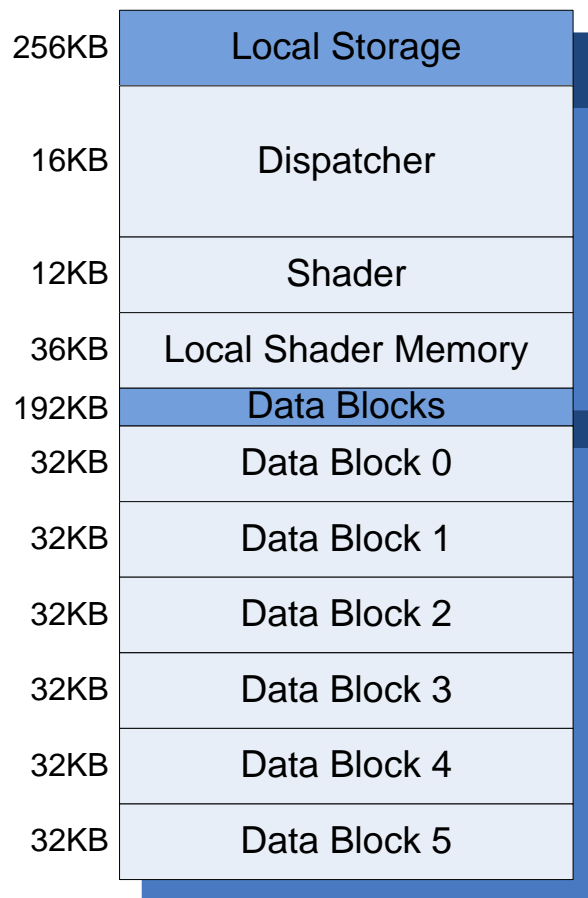 256KB Local Storage
16KB Dispatcher
12KB Shader
36KB Local Shader Memory
192KB Data Blocks
32KB Data Block 0
32KB Data Block 1
32KB Data Block 2
32KB Data Block 3
32KB Data Block 4
32KB Data Block 5